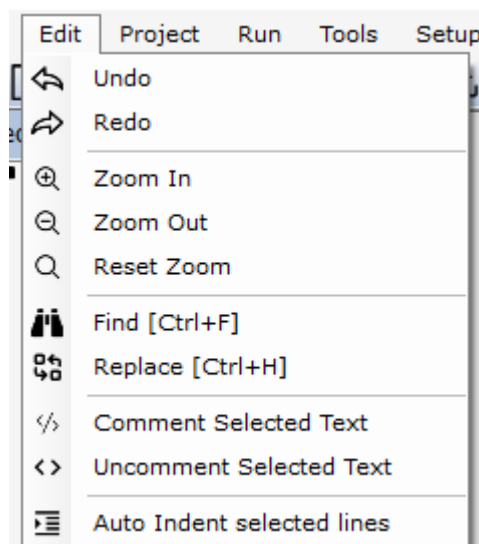 Edit Project Run Tools Setup
Undo
Redo
Zoom In
Zoom Out
Reset Zoom
Find [Ctrl+F]
Replace [Ctrl+H]
Comment Selected Text
Uncomment Selected Text
Auto Indent selected lines